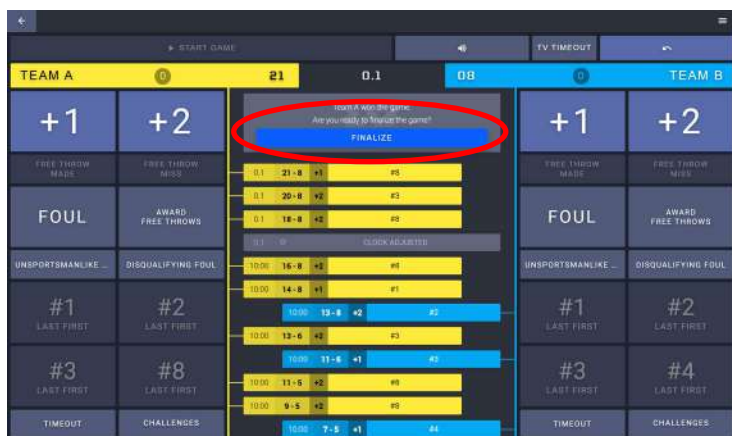 START GAME
TV TIMEOUT
TEAM A 0 21 0.1 08 0 TEAM B
+1 +2
FREE THROW MADE
FREE THROW MISS
FOUL
AWARD FREE THROWS
UNSPORTSMANLIKE ...
DISQUALIFYING FOUL
#1 LAST FIRST
#2 LAST FIRST
#3 LAST FIRST
#8 LAST FIRST
TIMEOUT
CHALLENGES
Team A won the game.
Are you ready to finalize the game?
FINALIZE
0.1 21-8 +1 #8
0.1 20-8 +2 #3
0.1 18-8 +2 #8
0.1 CLOCK ADJUSTED
10:00 16-8 +2
10:00 14-8 +1 #1
10:00 13-8 +2 #2
10:00 13-6 +2 #3
10:00 11-6 +1 #3
10:00 11-5 +2 #8
10:00 9-5 +2 #8
10:00 7-5 +1 #4
+1 +2
FREE THROW MADE
FREE THROW MISS
FOUL
AWARD FREE THROWS
UNSPORTSMANLIKE ...
DISQUALIFYING FOUL
#1 LAST FIRST
#2 LAST FIRST
#3 LAST FIRST
#4 LAST FIRST
TIMEOUT
CHALLENGES